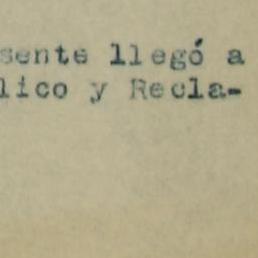 sente llegó a
lico y Recla-